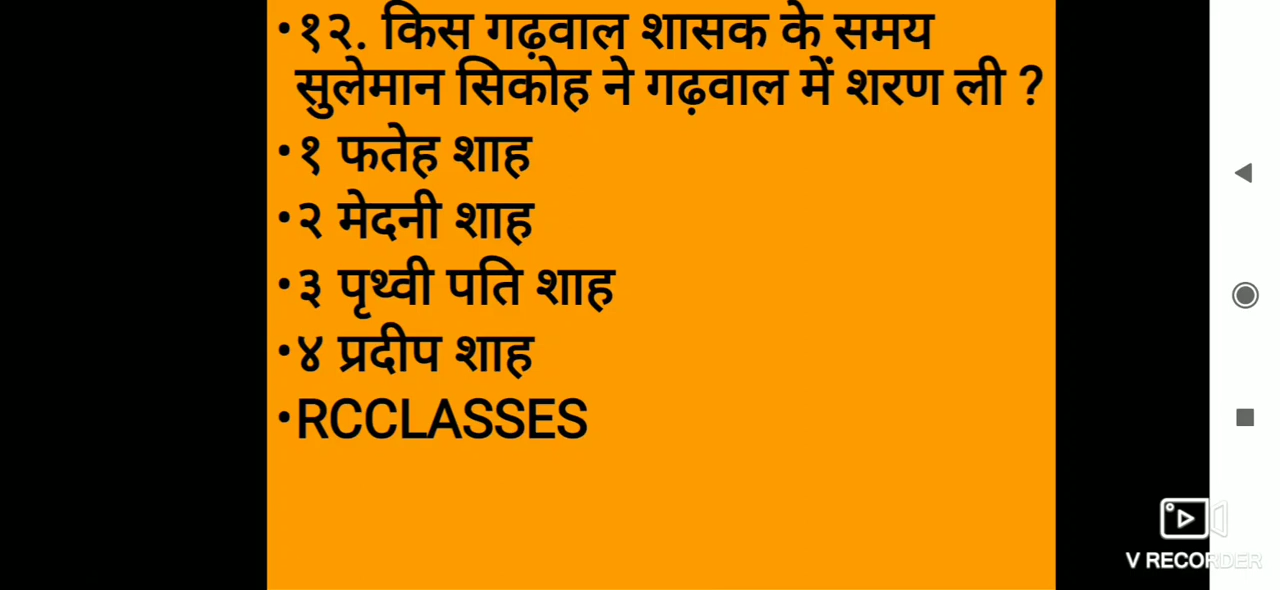 •१२. किस गढ़वाल शासक के समय
सुलेमान सिकोह ने गढ़वाल में शरण ली ?
•१ फतेह शाह
•२ मेदनी शाह
•३ पृथ्वी पति शाह
•४ प्रदीप शाह
•RCCLASSES
V RECORDER